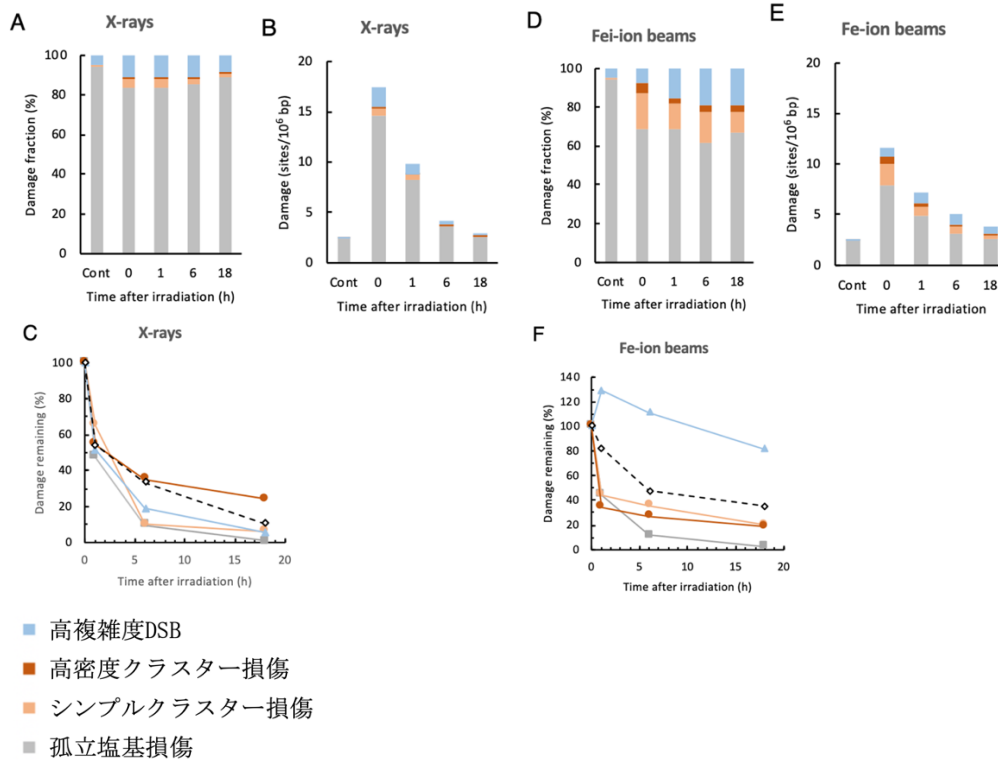 A
X-rays
Damage fraction (%)
100
80
60
40
20
0
Cont 0 1 6 18
Time after irradiation (h)
B
X-rays
Damage (sites/10⁶ bp)
20
15
10
5
0
Cont 0 1 6 18
Time after irradiation (h)
D
Fei-ion beams
Damage fraction (%)
100
80
60
40
20
0
Cont 0 1 6 18
Time after irradiation (h)
E
Fe-ion beams
Damage (sites/10⁶ bp)
20
15
10
5
0
Cont 0 1 6 18
Time after irradiation
C
X-rays
Damage remaining (%)
100
80
60
40
20
0
0 5 10 15 20
Time after irradiation (h)
F
Fe-ion beams
Damage remaining (%)
140
120
100
80
60
40
20
0
0 5 10 15 20
Time after irradiation (h)
高複雑度DSB
高密度クラスター損傷
シンプルクラスター損傷
孤立塩基損傷